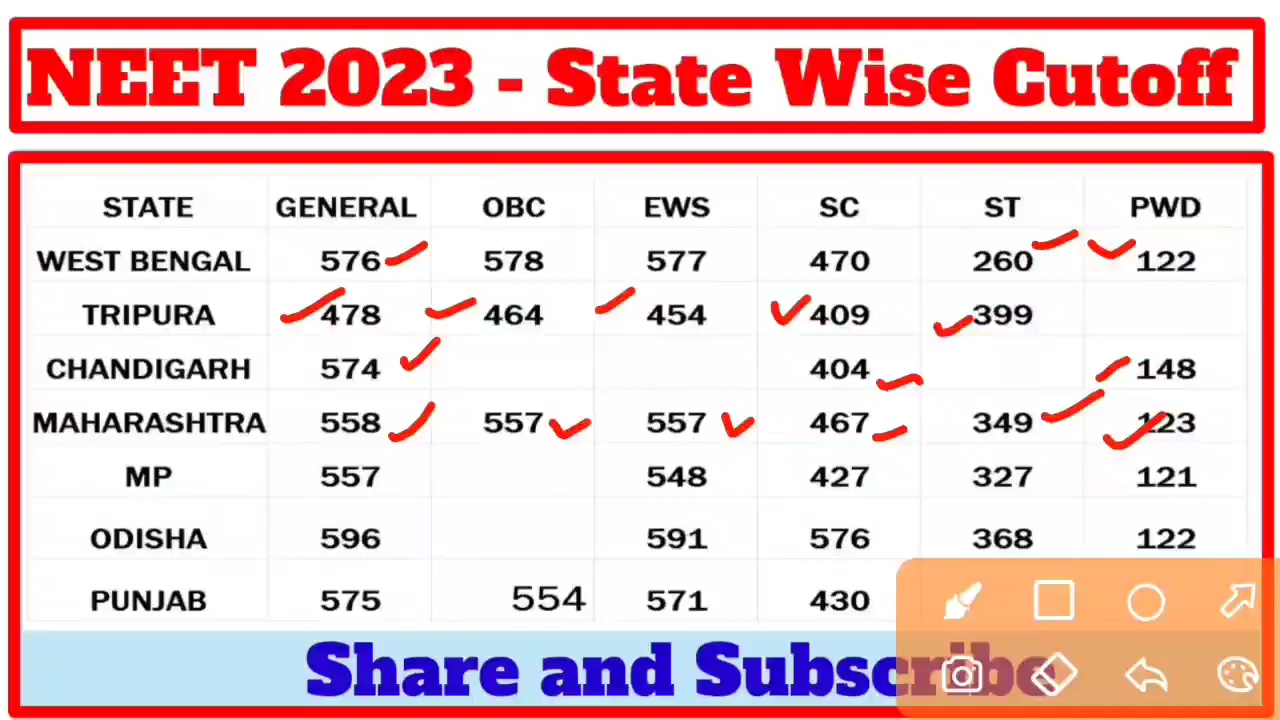 NEET 2023 - State Wise Cutoff
STATE GENERAL OBC EWS SC ST PWD
WEST BENGAL 576 578 577 470 260 122
TRIPURA 478 464 454 409 399
CHANDIGARH 574 404 148
MAHARASHTRA 558 557 557 467 349 123
MP 557 548 427 327 121
ODISHA 596 591 576 368 122
PUNJAB 575 554 571 430
Share and Subscribe